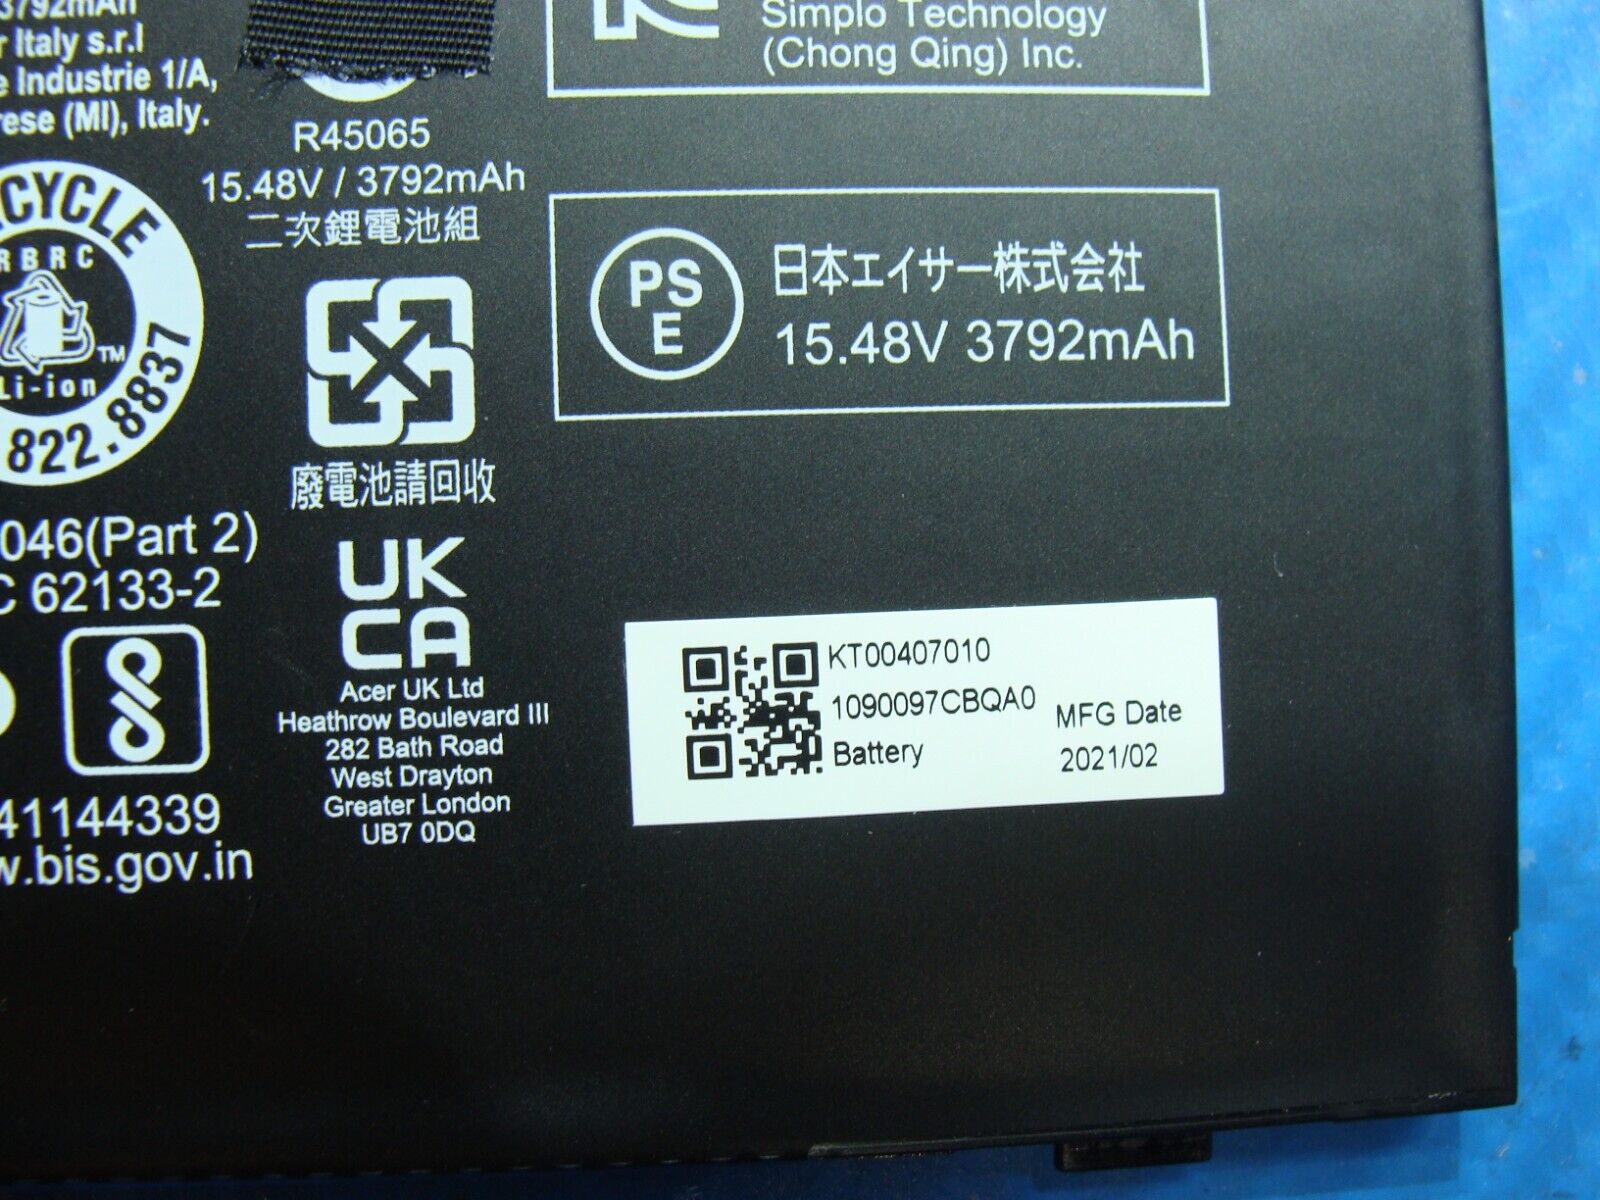 3792mAh
r Italy s.r.l
e Industrie 1/A,
rese (MI), Italy.
CYCLE
RBRC
TM
Li-ion
822.8837
046(Part 2)
C 62133-2
41144339
w.bis.gov.in
R45065
15.48V / 3792mAh
二次鋰電池組
廢電池請回收
UK
CA
Acer UK Ltd
Heathrow Boulevard III
282 Bath Road
West Drayton
Greater London
UB7 0DQ
Simplo Technology
(Chong Qing) Inc.
PS
E
日本エイサー株式会社
15.48V 3792mAh
KT00407010
1090097CBQA0
Battery
MFG Date
2021/02